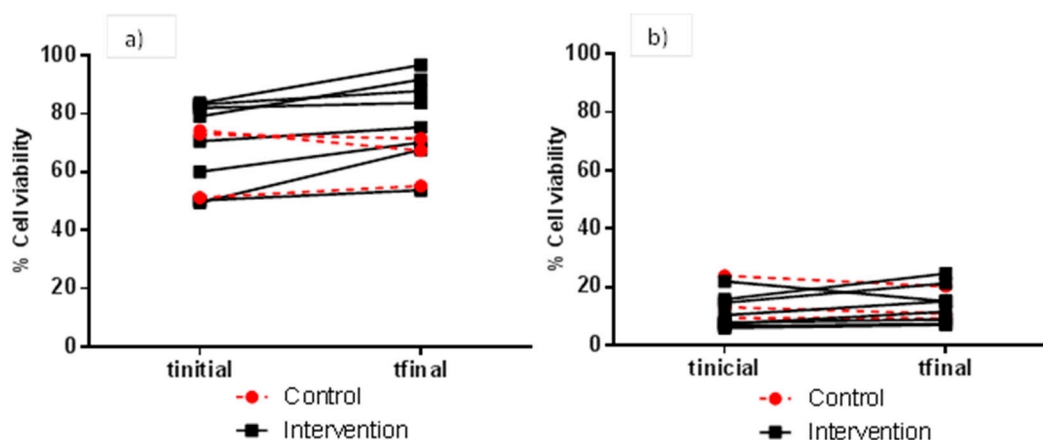 a)
% Cell viability
100
80
60
40
20
0
tinitial
tfinal
Control
Intervention
b)
% Cell viability
100
80
60
40
20
0
tinicial
tfinal
Control
Intervention